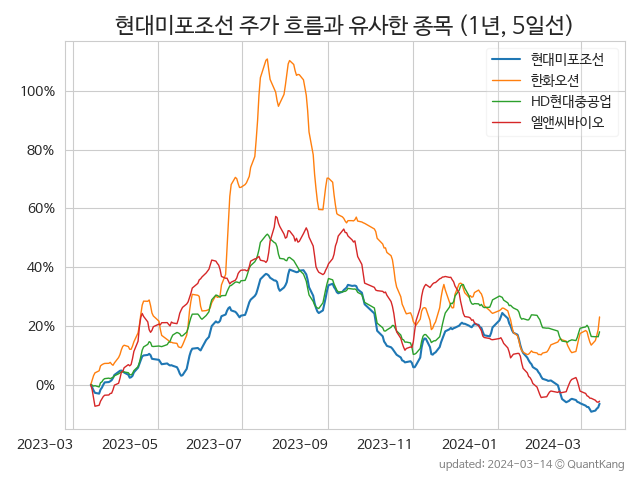 현대미포조선 주가 흐름과 유사한 종목 (1년, 5일선)
현대미포조선
한화오션
HD현대중공업
엘앤씨바이오
100%
80%
60%
40%
20%
0%
2023-03 2023-05 2023-07 2023-09 2023-11 2024-01 2024-03
updated: 2024-03-14 © QuantKang